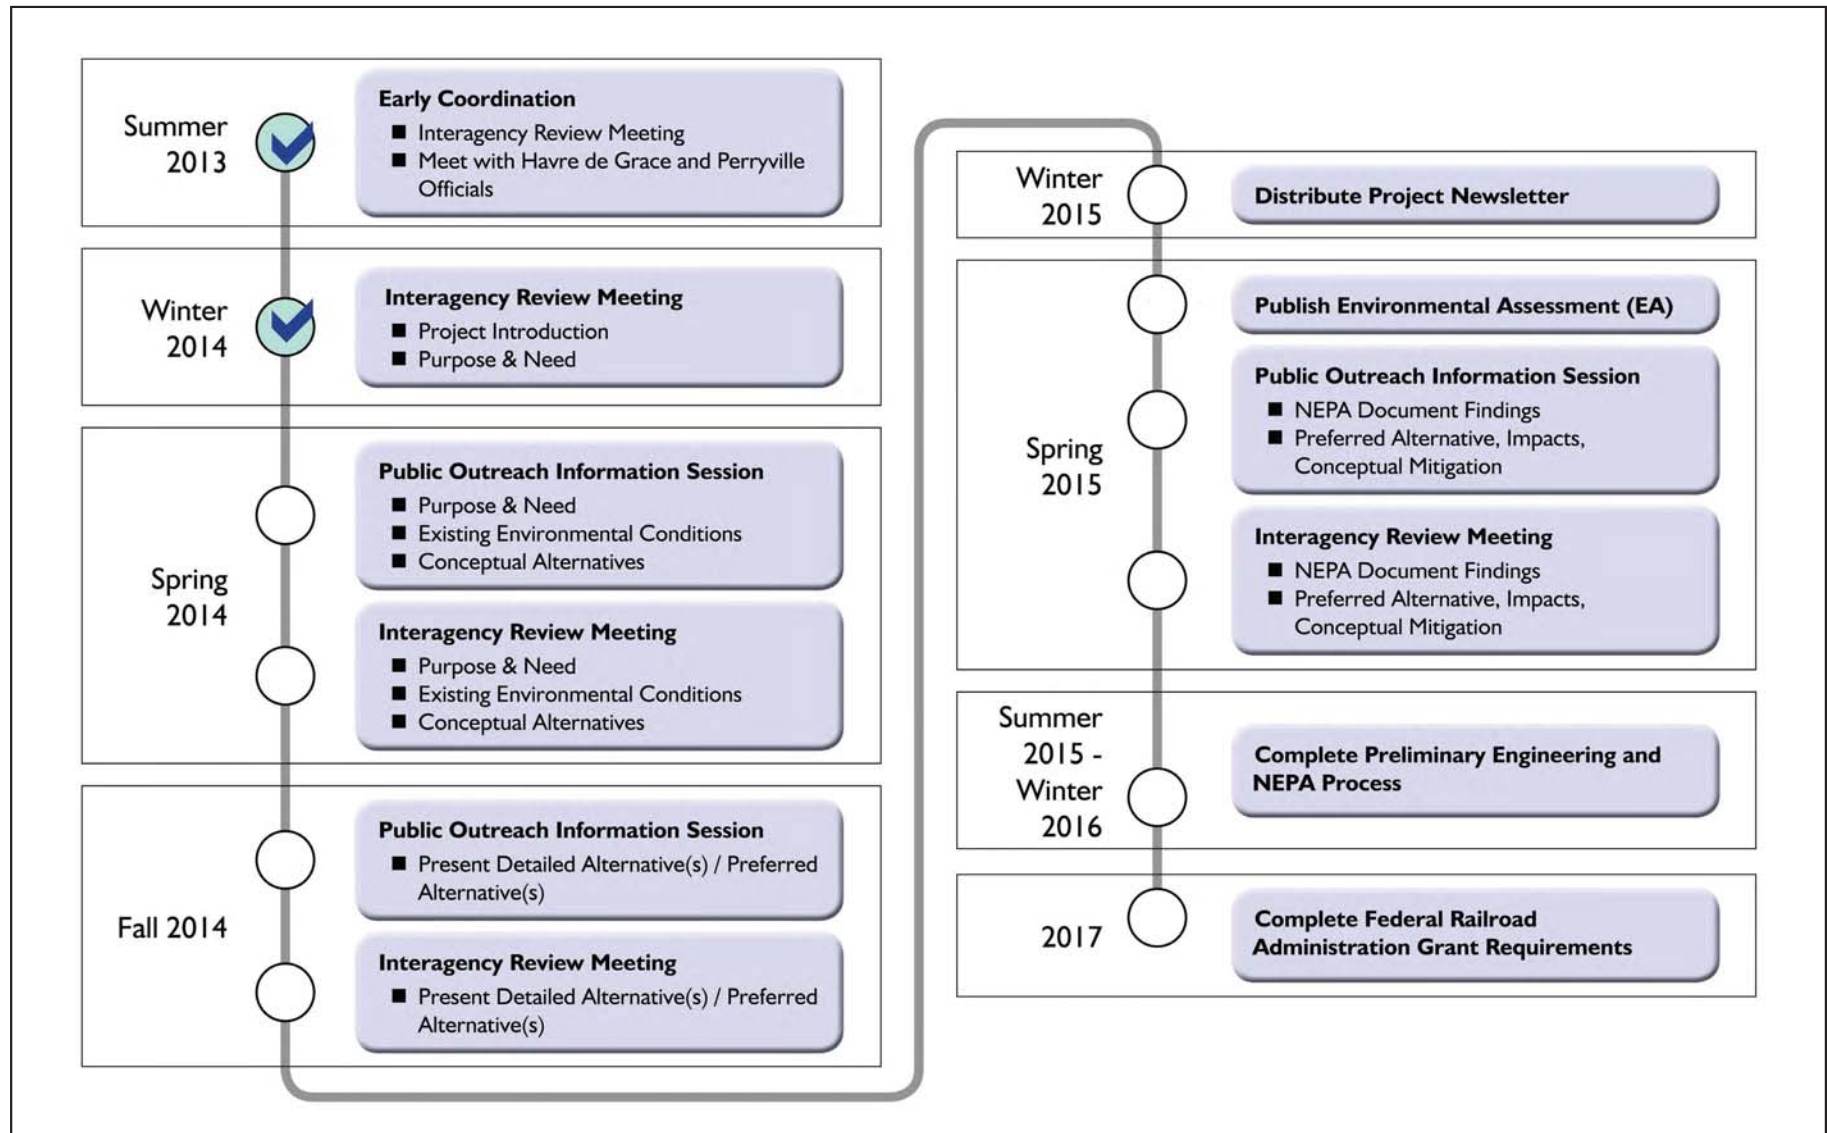 Summer
2013
Early Coordination
■ Interagency Review Meeting
■ Meet with Havre de Grace and Perryville
Officials
Winter
2014
Interagency Review Meeting
■ Project Introduction
■ Purpose & Need
Spring
2014
Public Outreach Information Session
■ Purpose & Need
■ Existing Environmental Conditions
■ Conceptual Alternatives
Interagency Review Meeting
■ Purpose & Need
■ Existing Environmental Conditions
■ Conceptual Alternatives
Fall 2014
Public Outreach Information Session
■ Present Detailed Alternative(s) / Preferred
Alternative(s)
Interagency Review Meeting
■ Present Detailed Alternative(s) / Preferred
Alternative(s)
Winter
2015
Distribute Project Newsletter
Spring
2015
Publish Environmental Assessment (EA)
Public Outreach Information Session
■ NEPA Document Findings
■ Preferred Alternative, Impacts,
Conceptual Mitigation
Interagency Review Meeting
■ NEPA Document Findings
■ Preferred Alternative, Impacts,
Conceptual Mitigation
Summer
2015 -
Winter
2016
Complete Preliminary Engineering and
NEPA Process
2017
Complete Federal Railroad
Administration Grant Requirements